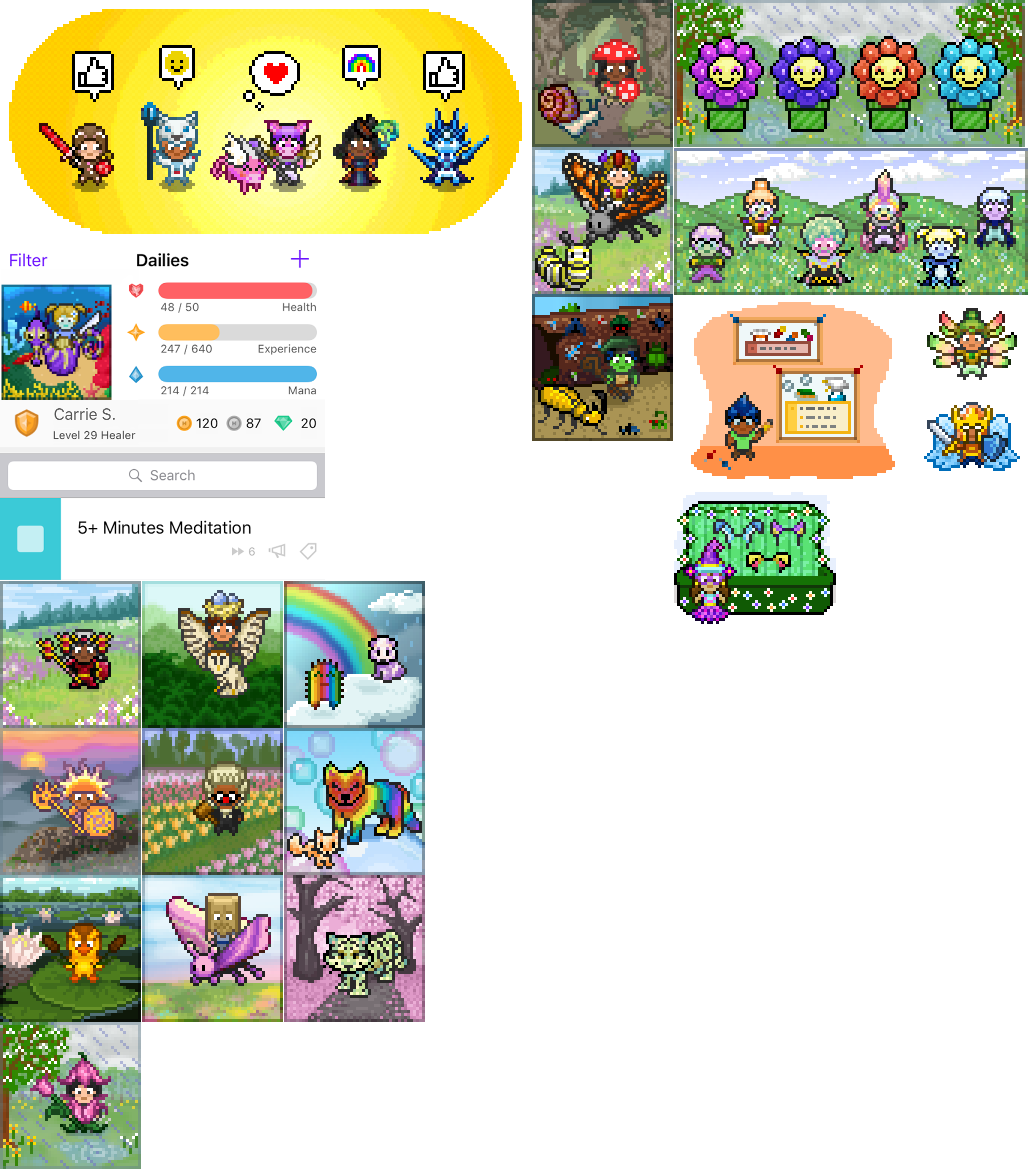 Filter
Dailies
48 / 50
Health
247 / 640
Experience
214 / 214
Mana
Carrie S.
Level 29 Healer
120
87
20
Search
5+ Minutes Meditation
6